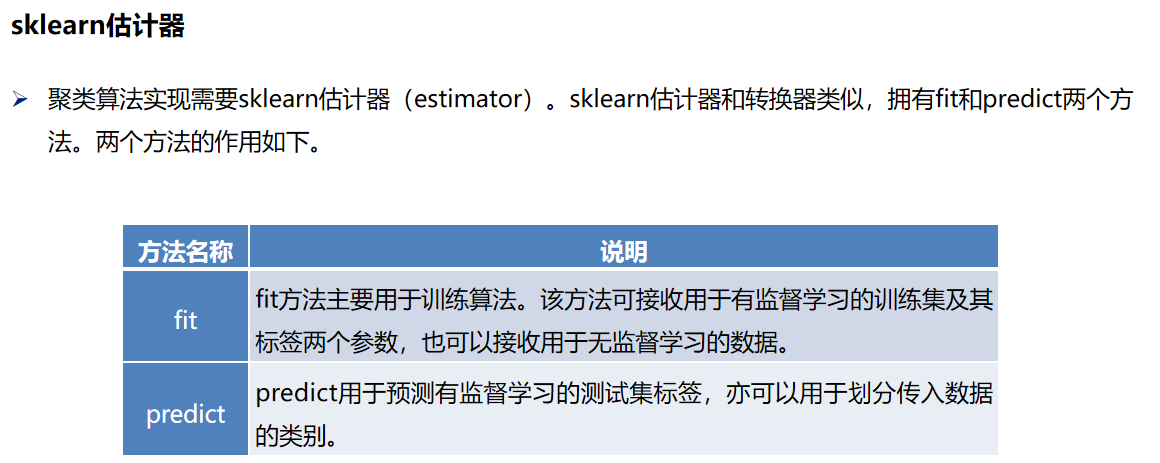 sklearn估计器
➢ 聚类算法实现需要sklearn估计器（estimator）。sklearn估计器和转换器类似，拥有fit和predict两个方
法。两个方法的作用如下。
方法名称 说明
fit
fit方法主要用于训练算法。该方法可接收用于有监督学习的训练集及其
标签两个参数，也可以接收用于无监督学习的数据。
predict
predict用于预测有监督学习的测试集标签，亦可以用于划分传入数据
的类别。